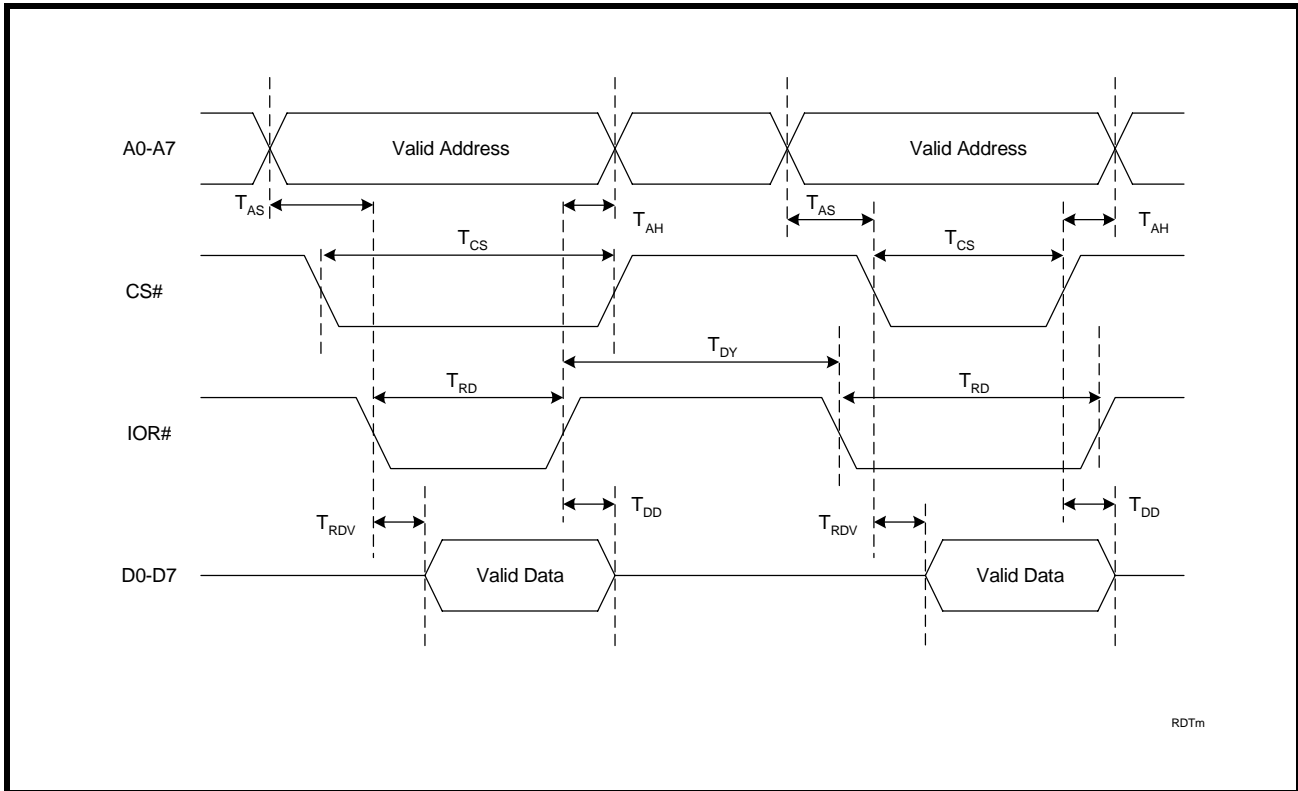 A0-A7
Valid Address
Valid Address
TAS
TAH
TAS
TAH
TCS
TCS
CS#
TDY
TRD
TRD
IOR#
TRDV
TDD
TRDV
TDD
D0-D7
Valid Data
Valid Data
RDTm